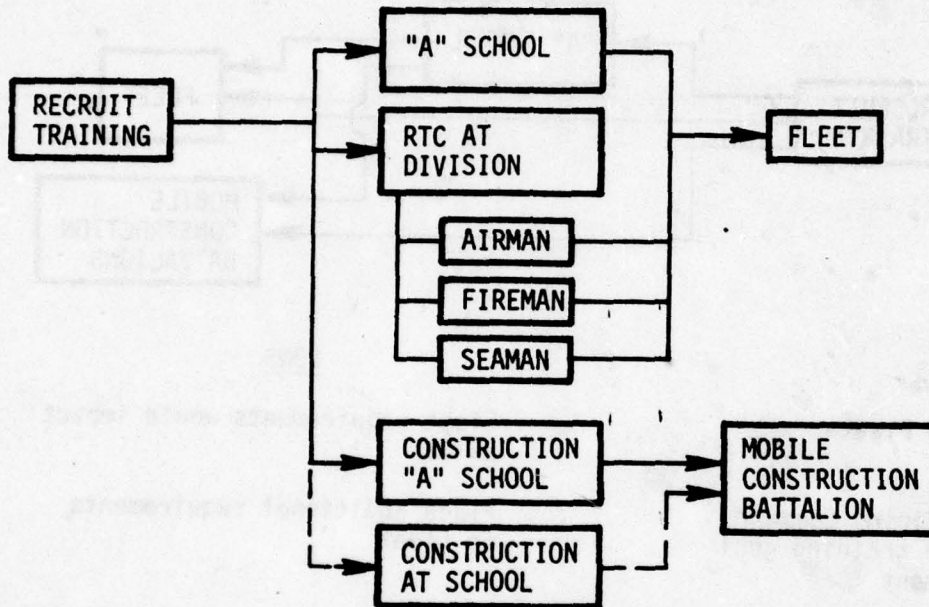 "A" SCHOOL
RECRUIT
TRAINING
RTC AT
DIVISION
FLEET
AIRMAN
FIREMAN
SEAMAN
CONSTRUCTION
"A" SCHOOL
MOBILE
CONSTRUCTION
BATTALION
CONSTRUCTION
AT SCHOOL